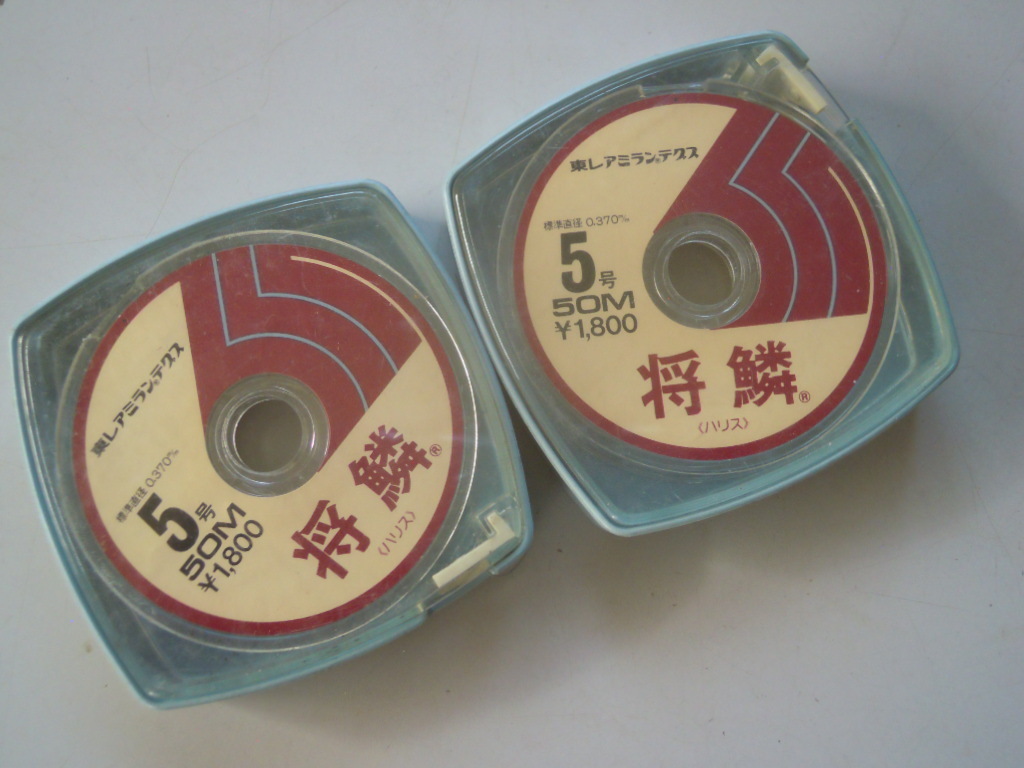 東レアミラン®テグス
標準直径 0.370㎜
5号
50M
¥1,800
将鱗®
《ハリス》
東レアミラン®テグス
標準直径 0.370㎜
5号
50M
¥1,800
将鱗®
《ハリス》